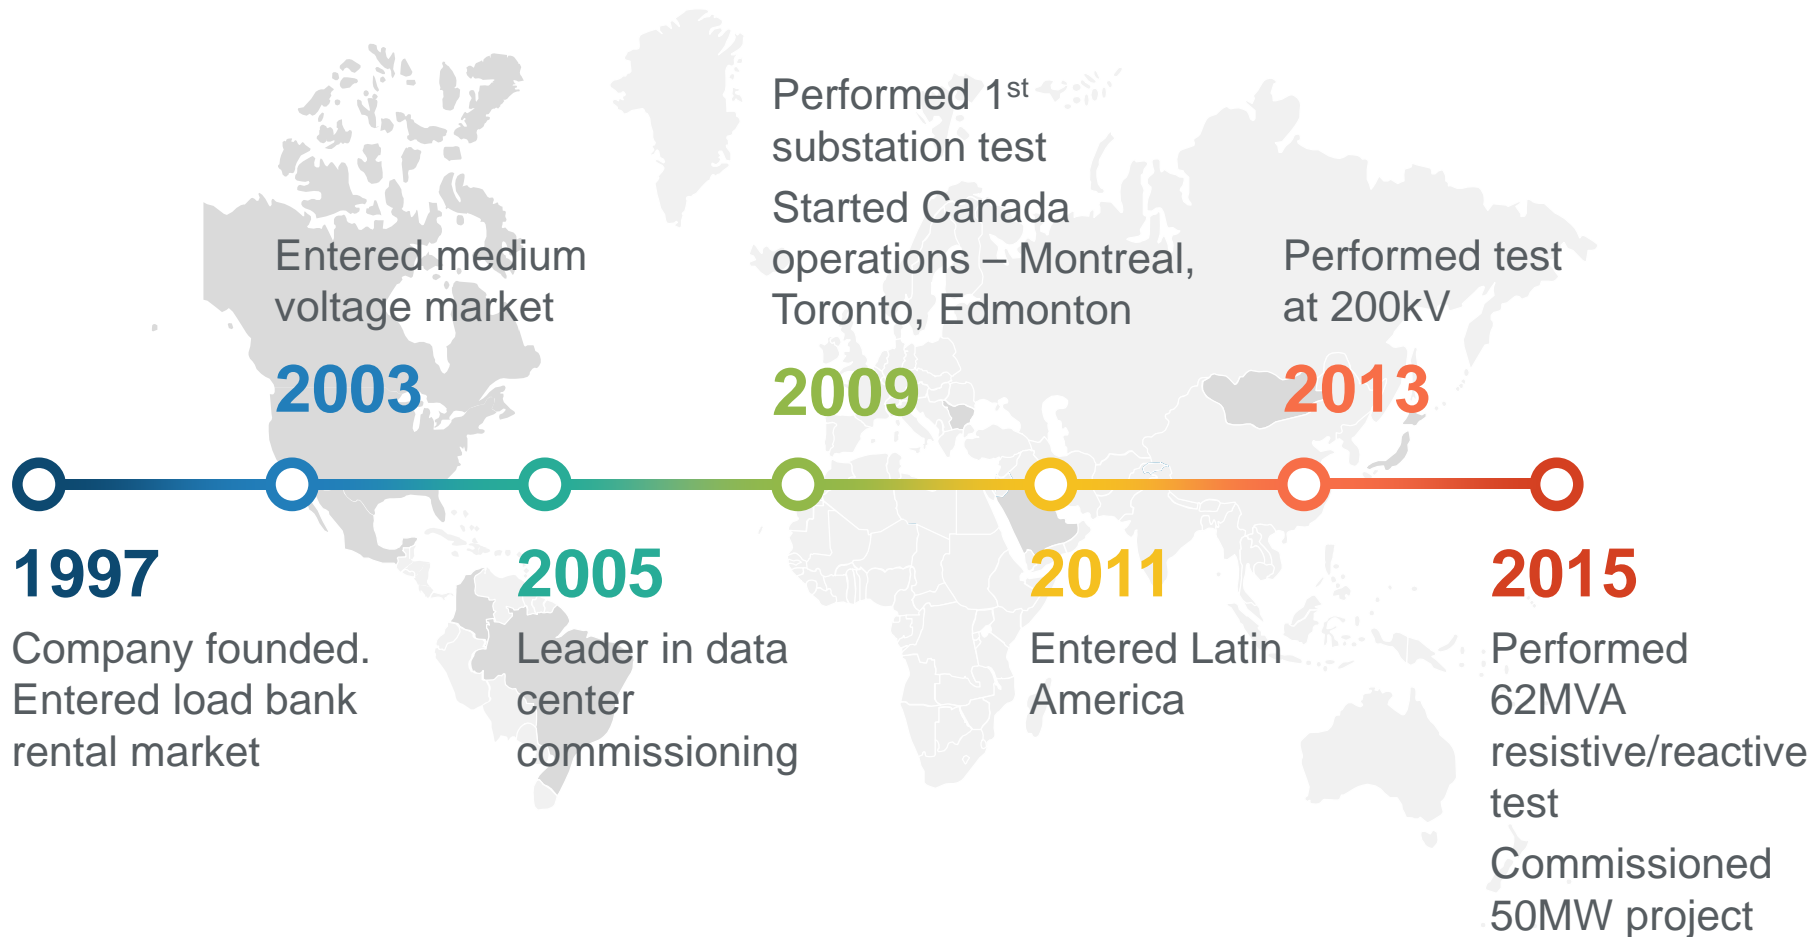 1997
Company founded.
Entered load bank
rental market
Entered medium
voltage market
2003
2005
Leader in data
center
commissioning
Performed 1st
substation test
Started Canada
operations – Montreal,
Toronto, Edmonton
2009
2011
Entered Latin
America
Performed test
at 200kV
2013
2015
Performed
62MVA
resistive/reactive
test
Commissioned
50MW project